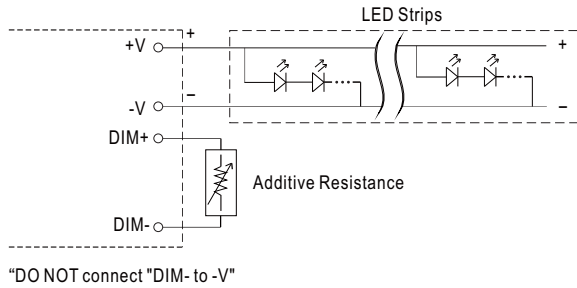 LED Strips
+V
+
+
-V
–
–
DIM+
Additive Resistance
DIM-
“DO NOT connect "DIM- to -V"